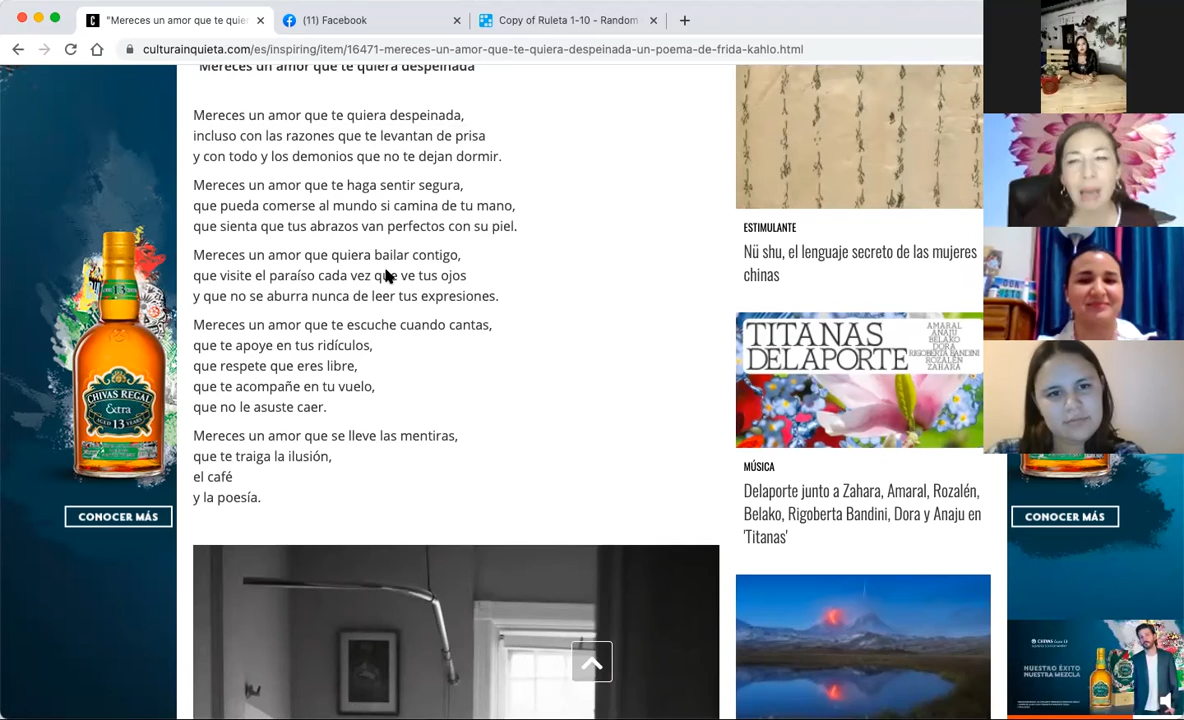 "Mereces un amor que te quier
(11) Facebook
Copy of Ruleta 1-10 - Random
culturainquieta.com/es/inspiring/item/16471-mereces-un-amor-que-te-quiera-despeinada-un-poema-de-frida-kahlo.html
"Mereces un amor que te quiera despeinada"
Mereces un amor que te quiera despeinada,
incluso con las razones que te levantan de prisa
y con todo y los demonios que no te dejan dormir.
Mereces un amor que te haga sentir segura,
que pueda comerse al mundo si camina de tu mano,
que sienta que tus abrazos van perfectos con su piel.
Mereces un amor que quiera bailar contigo,
que visite el paraíso cada vez que ve tus ojos
y que no se aburra nunca de leer tus expresiones.
Mereces un amor que te escuche cuando cantas,
que te apoye en tus ridículos,
que respete que eres libre,
que te acompañe en tu vuelo,
que no le asuste caer.
Mereces un amor que se lleve las mentiras,
que te traiga la ilusión,
el café
y la poesía.
ESTIMULANTE
Nü shu, el lenguaje secreto de las mujeres
chinas
TITANAS
DELAPORTE
AMARAL
ANAJU
BELAKO
DORA
RIGOBERTA BANDINI
ROZALÉN
ZAHARA
MÚSICA
Delaporte junto a Zahara, Amaral, Rozalén,
Belako, Rigoberta Bandini, Dora y Anaju en
'Titanas'
13
CHIVAS REGAL
Extra
AGED 13 YEARS
CONOCER MÁS
CONOCER MÁS
NUESTRO ÉXITO
NUESTRA MEZCLA